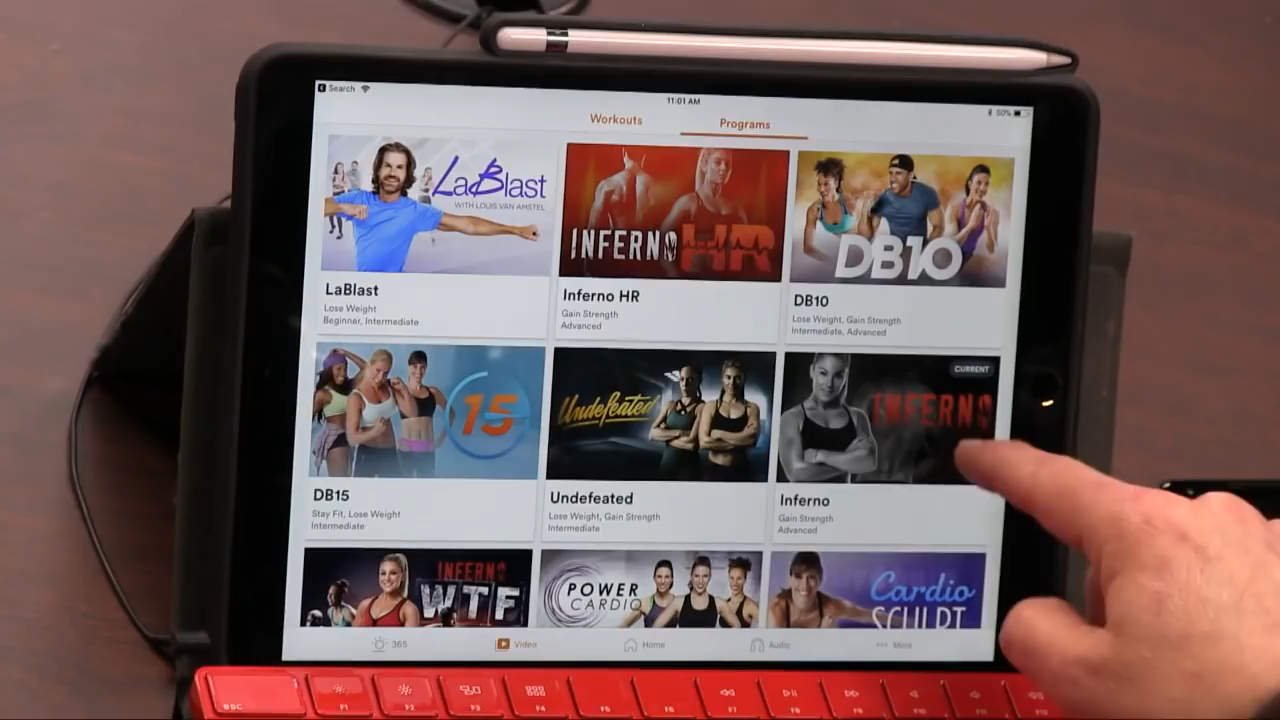 Search
11:01 AM
50%
Workouts
Programs
LaBlast
WITH LOUIS VAN AMSTEL
INFERNO HR
DB10
LaBlast
Lose Weight
Beginner, Intermediate
Inferno HR
Gain Strength
Advanced
DB10
Lose Weight, Gain Strength
Intermediate, Advanced
15
Undefeated
CURRENT
INFERNO
DB15
Stay Fit, Lose Weight
Intermediate
Undefeated
Lose Weight, Gain Strength
Intermediate
Inferno
Gain Strength
Advanced
INFERNO
WTF
POWER
CARDIO
Cardio
SCULPT
365
Video
Home
Audio
More
esc
F1
F2
F3
F4
F5
F6
F7
F8
F9